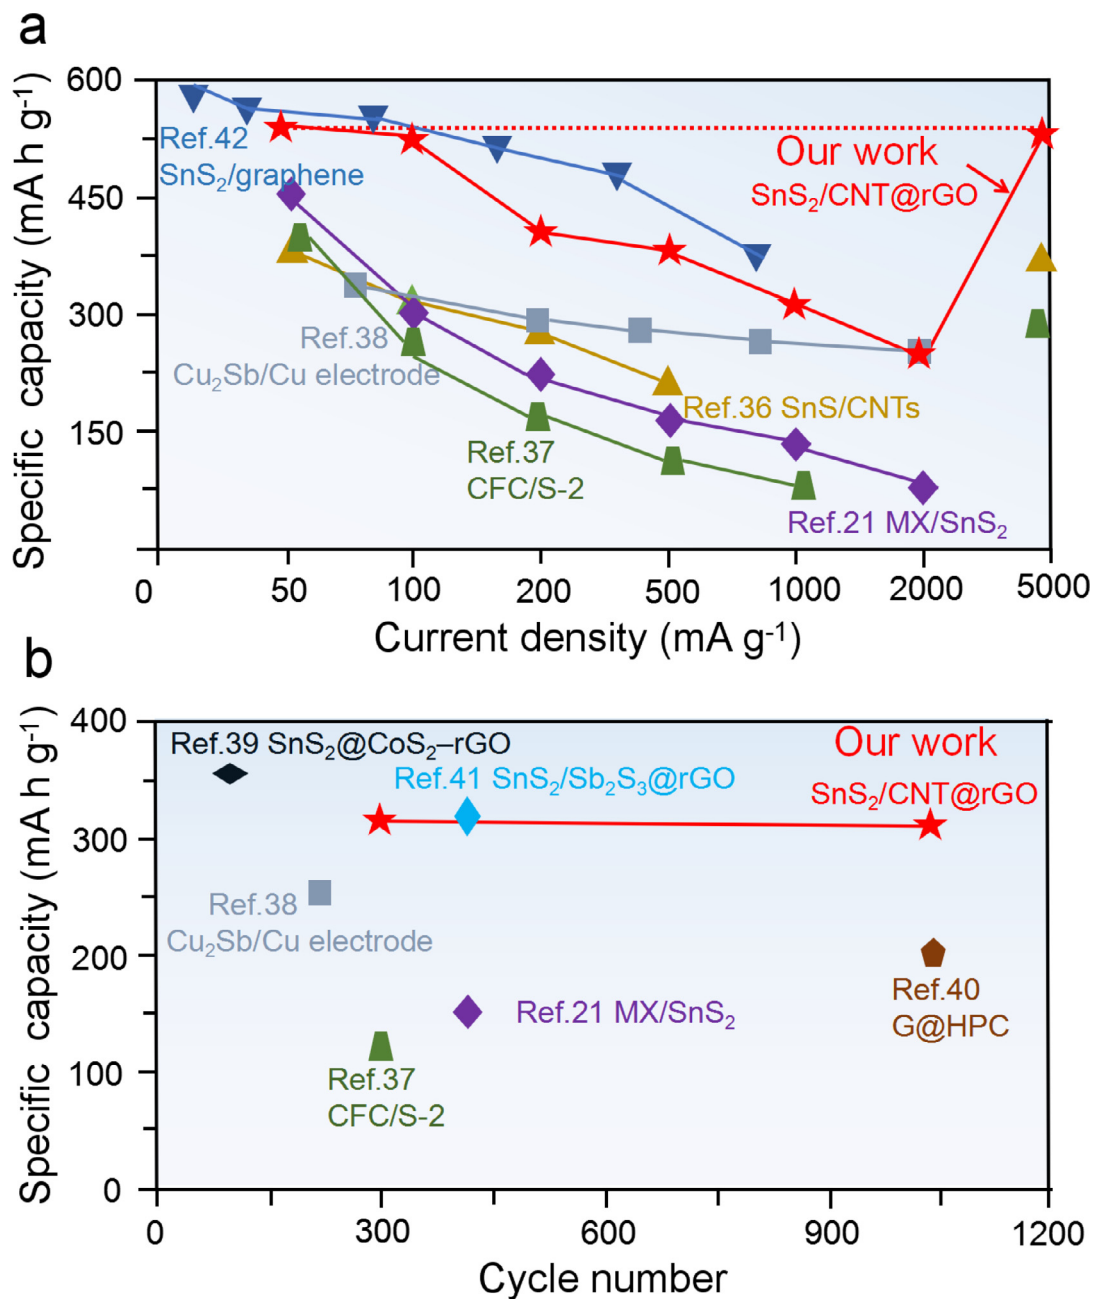 a
Specific capacity (mA h g⁻¹)
600
450
300
150
Ref.42
SnS₂/graphene
Our work
SnS₂/CNT@rGO
Ref.38
Cu₂Sb/Cu electrode
Ref.36 SnS/CNTs
Ref.37
CFC/S-2
Ref.21 MX/SnS₂
0 50 100 200 500 1000 2000 5000
Current density (mA g⁻¹)
b
Specific capacity (mA h g⁻¹)
400
300
200
100
0
Ref.39 SnS₂@CoS₂–rGO
Our work
Ref.41 SnS₂/Sb₂S₃@rGO
SnS₂/CNT@rGO
Ref.38
Cu₂Sb/Cu electrode
Ref.40
G@HPC
Ref.21 MX/SnS₂
Ref.37
CFC/S-2
0 300 600 900 1200
Cycle number